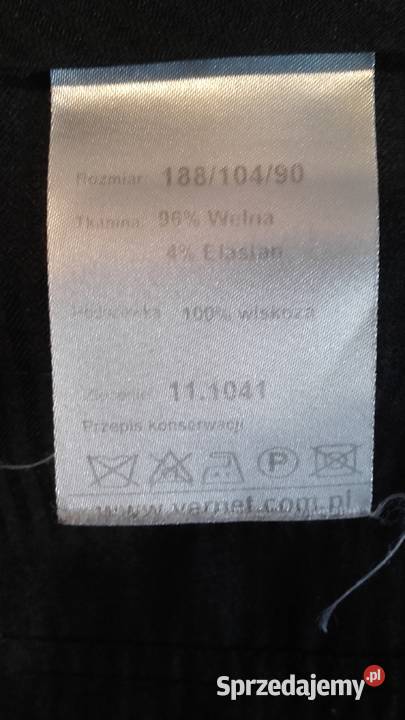 Rozmiar: 188/104/90
Tkanina: 96% Wełna
4% Elastan
Podszewka 100% wiskoza
Zlecenie: 11.1041
Przepis konserwacji
P
www.vernet.com.pl
Sprzedajemy.pl